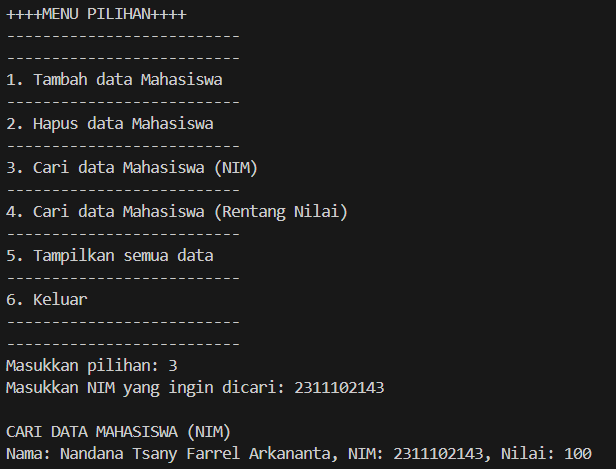 ++++MENU PILIHAN++++
--------------------------
--------------------------
1. Tambah data Mahasiswa
--------------------------
2. Hapus data Mahasiswa
--------------------------
3. Cari data Mahasiswa (NIM)
--------------------------
4. Cari data Mahasiswa (Rentang Nilai)
--------------------------
5. Tampilkan semua data
--------------------------
6. Keluar
--------------------------
--------------------------
Masukkan pilihan: 3
Masukkan NIM yang ingin dicari: 2311102143

CARI DATA MAHASISWA (NIM)
Nama: Nandana Tsany Farrel Arkananta, NIM: 2311102143, Nilai: 100